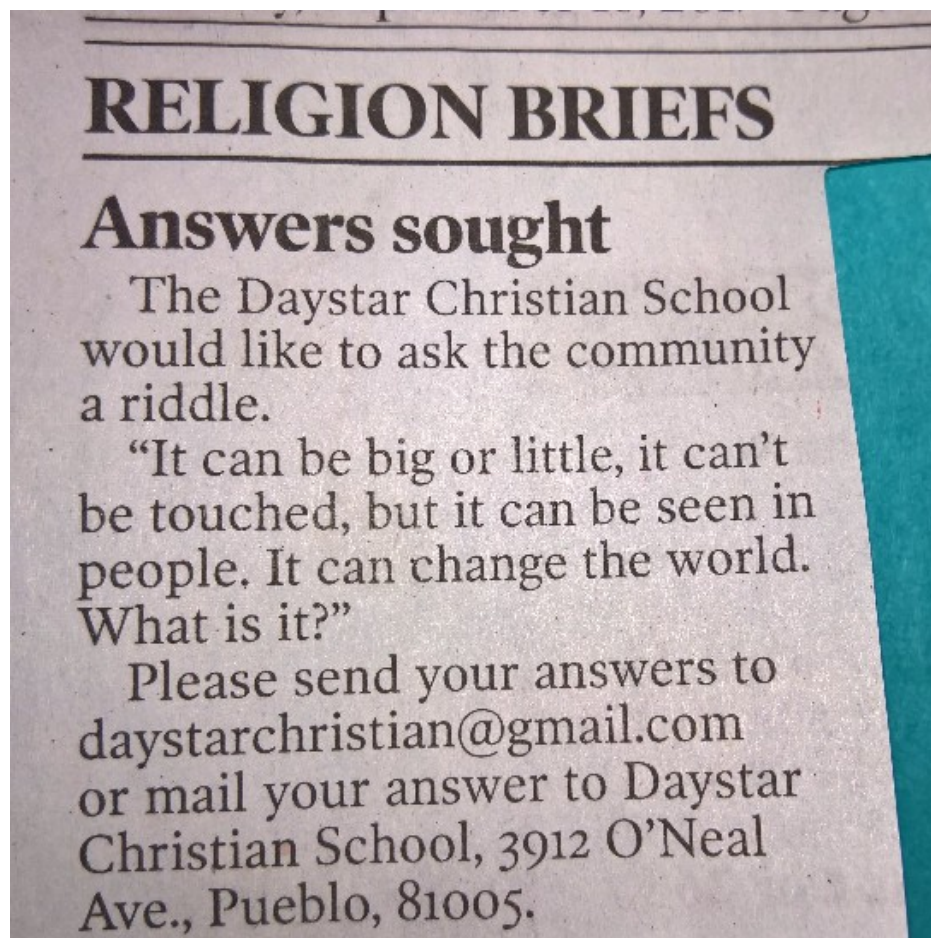 RELIGION BRIEFS
Answers sought
The Daystar Christian School
would like to ask the community
a riddle.
“It can be big or little, it can’t
be touched, but it can be seen in
people. It can change the world.
What is it?”
Please send your answers to
daystarchristian@gmail.com
or mail your answer to Daystar
Christian School, 3912 O’Neal
Ave., Pueblo, 81005.